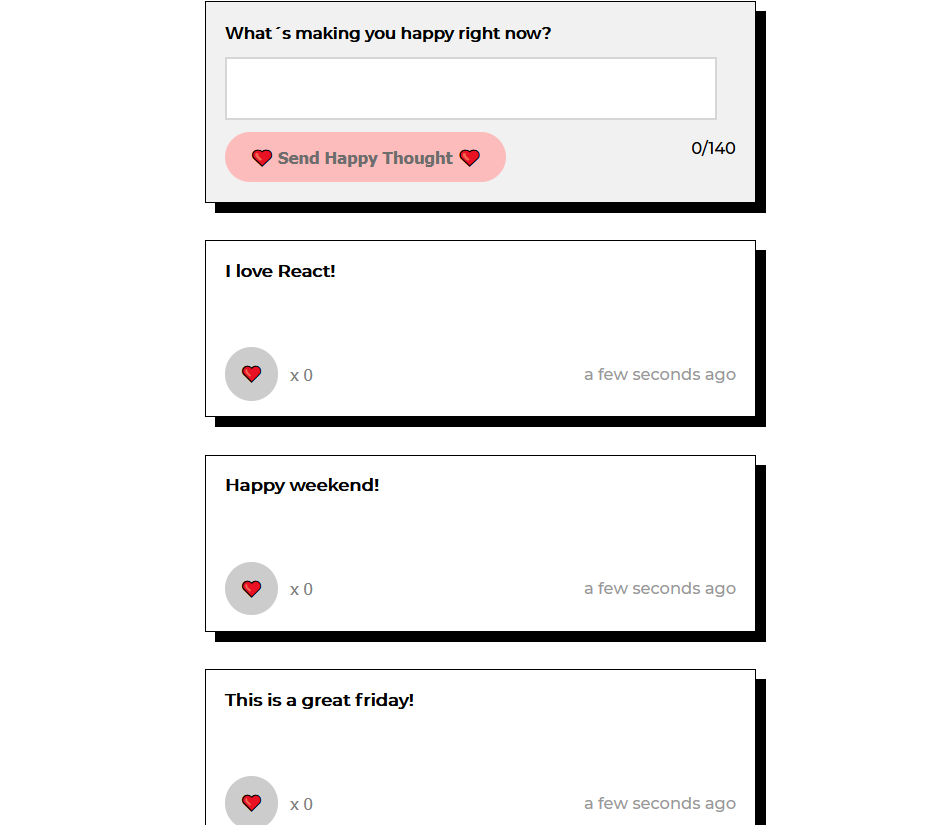 What´s making you happy right now?
❤️ Send Happy Thought ❤️
0/140
I love React!
x 0
a few seconds ago
Happy weekend!
x 0
a few seconds ago
This is a great friday!
x 0
a few seconds ago